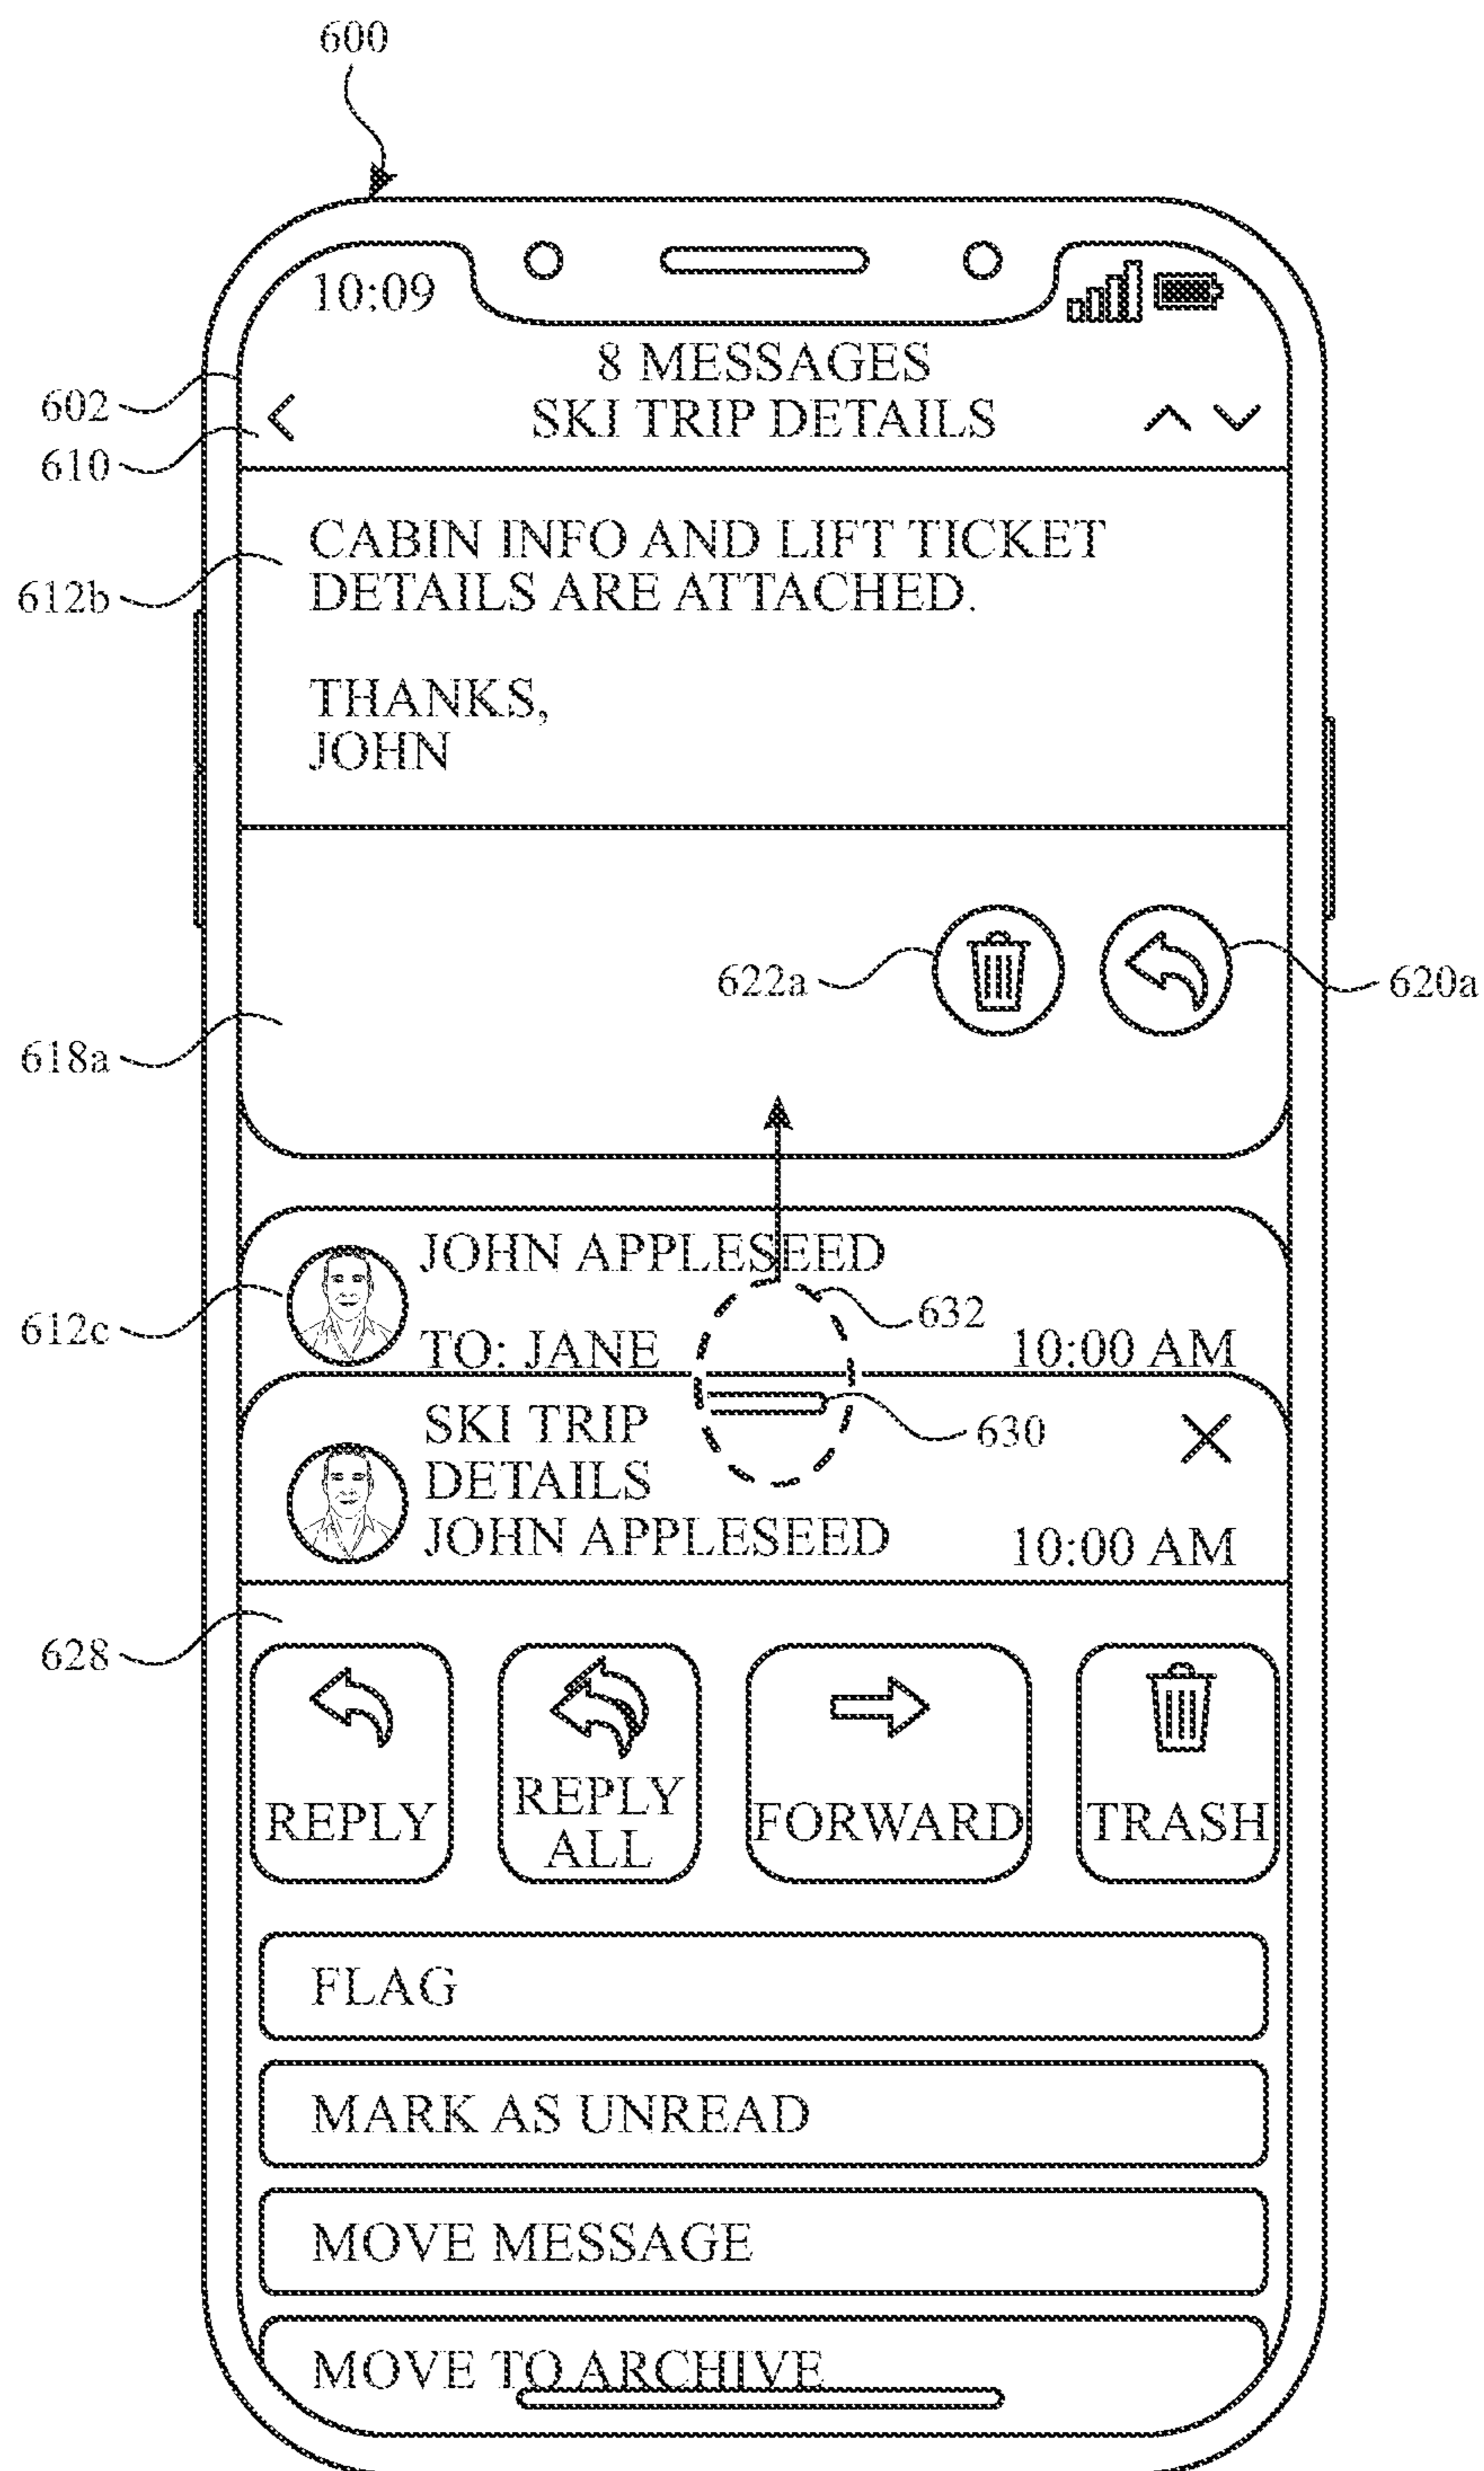 600
10:09
8 MESSAGES
602
SKI TRIP DETAILS
610
CABIN INFO AND LIFT TICKET
612b
DETAILS ARE ATTACHED.
THANKS,
JOHN
622a
620a
618a
JOHN APPLESEED
612c
632
TO: JANE
10:00 AM
SKI TRIP
630
DETAILS
JOHN APPLESEED
10:00 AM
628
REPLY
REPLY
ALL
FORWARD
TRASH
FLAG
MARK AS UNREAD
MOVE MESSAGE
MOVE TO ARCHIVE